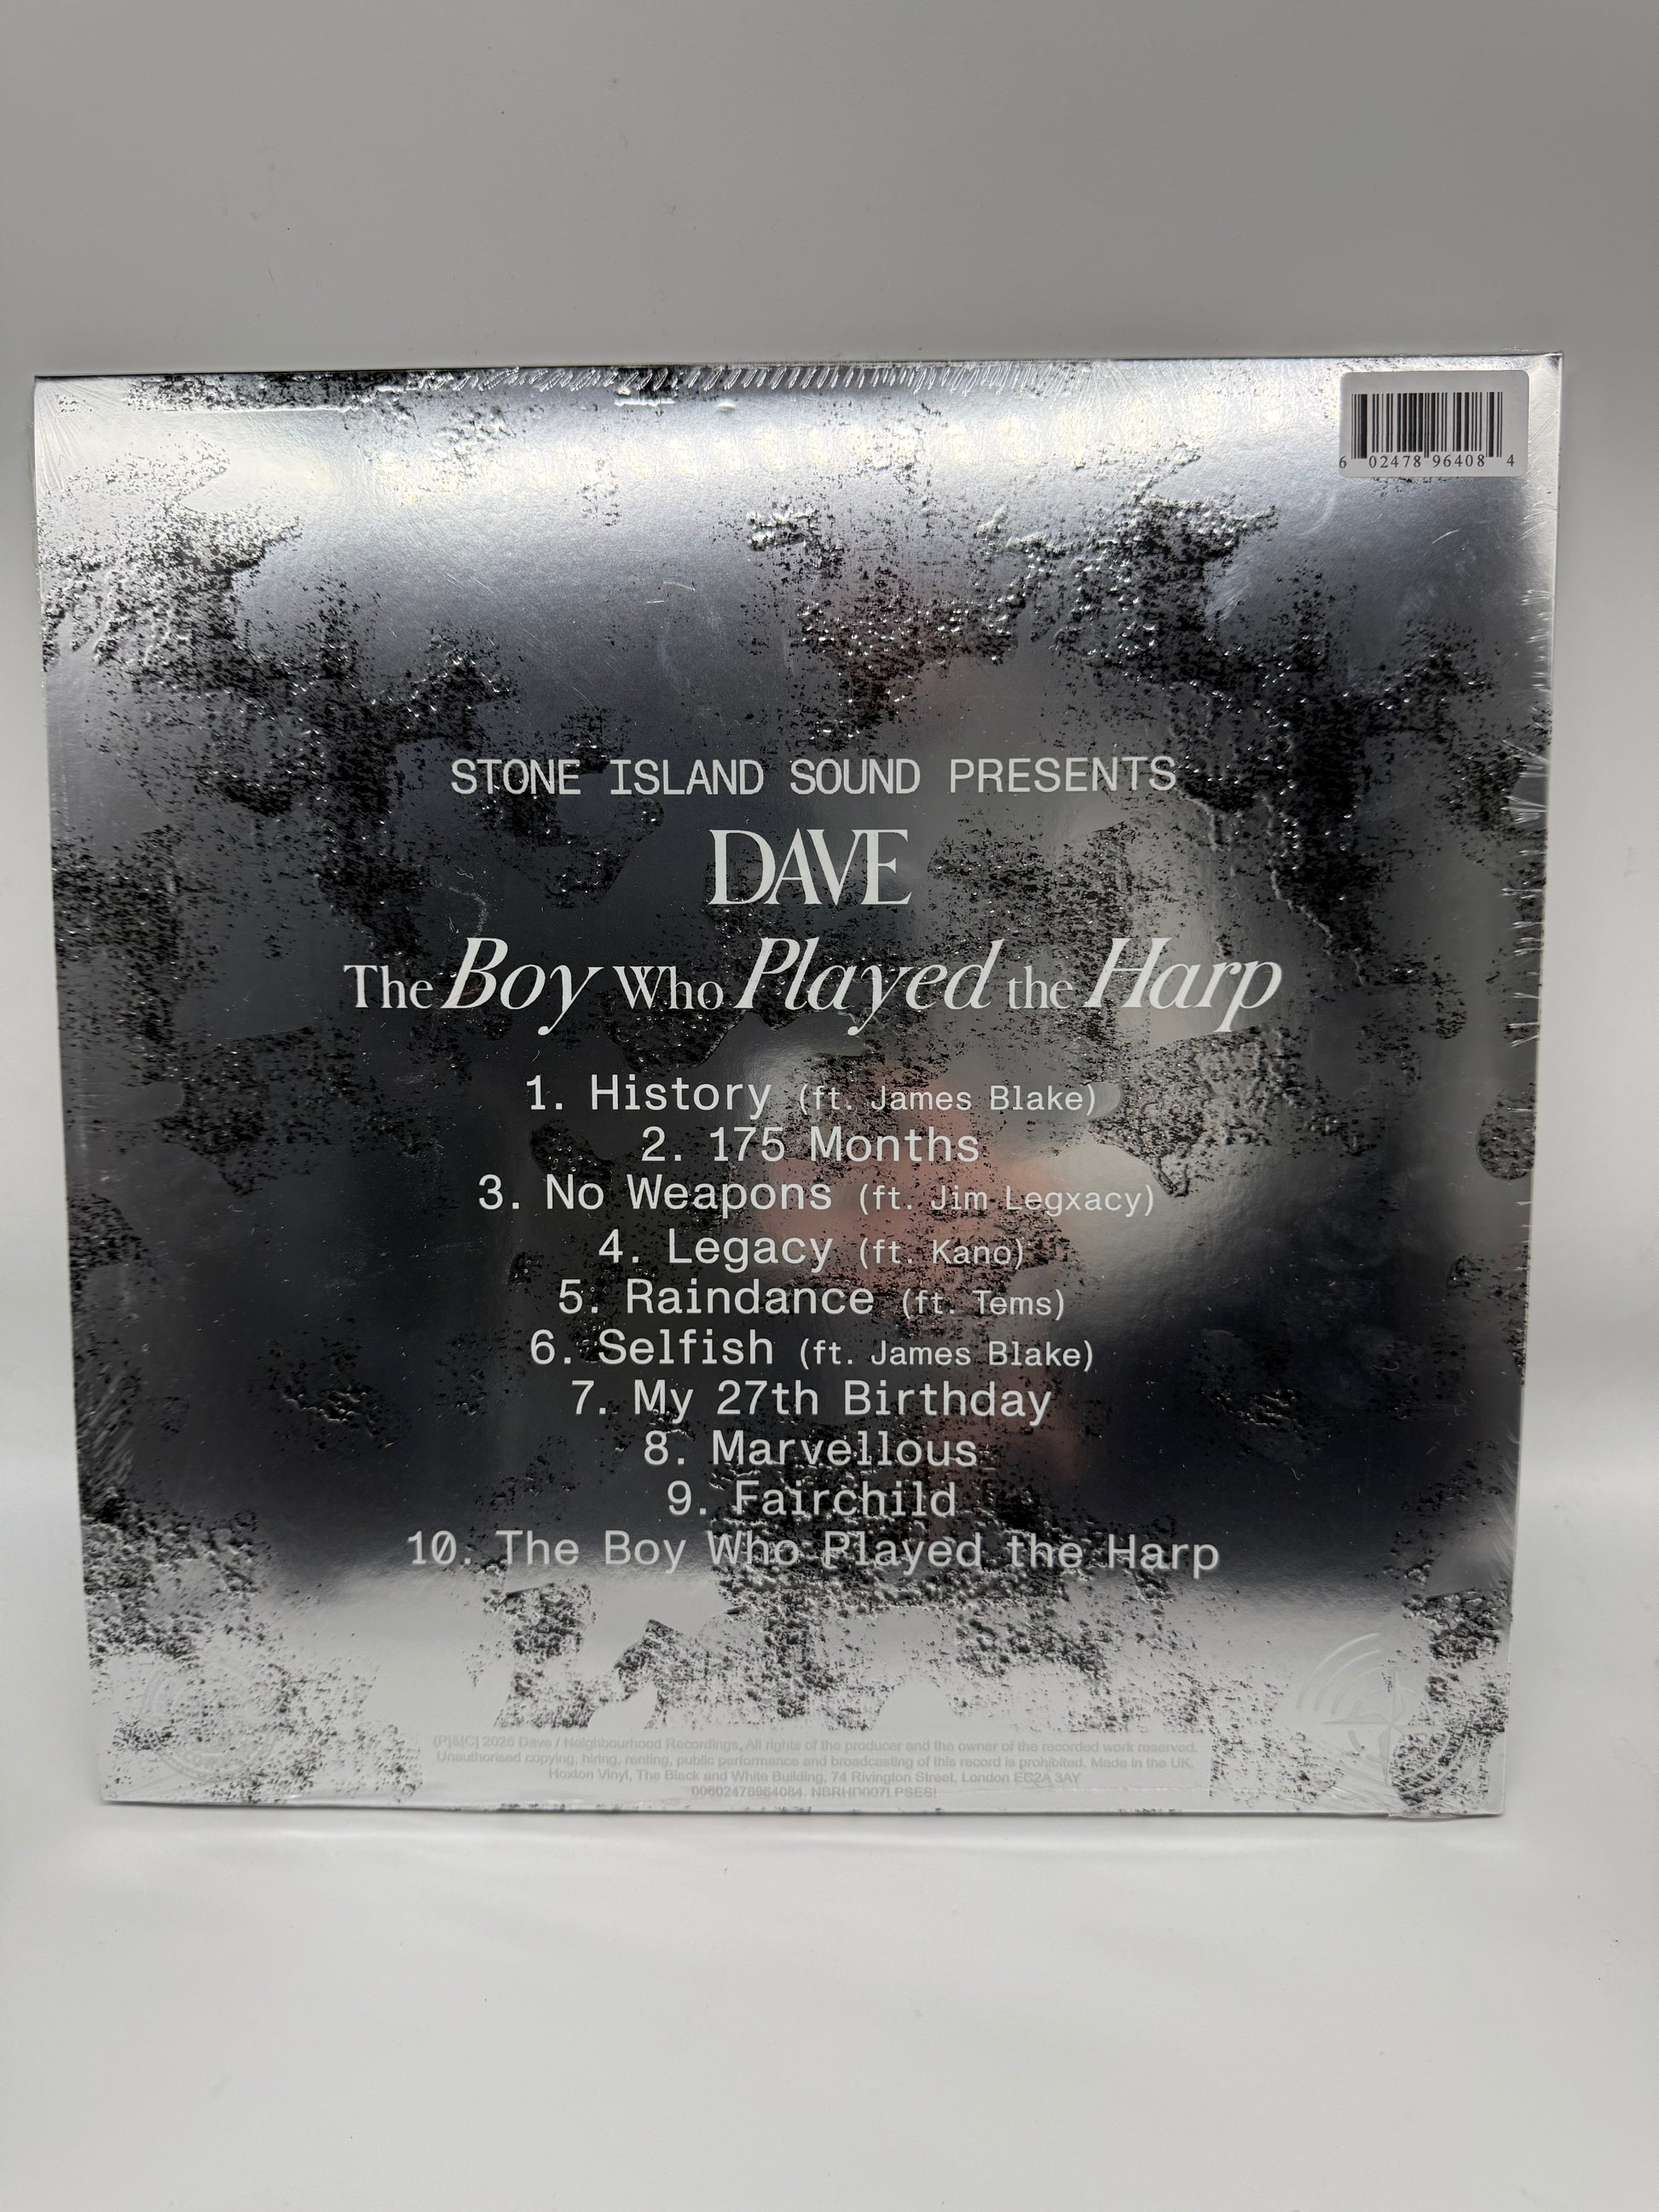 6 02478 96408 4
STONE ISLAND SOUND PRESENTS
DAVE
The Boy Who Played the Harp
1. History (ft. James Blake)
2. 175 Months
3. No Weapons (ft. Jim Legxacy)
4. Legacy (ft. Kano)
5. Raindance (ft. Tems)
6. Selfish (ft. James Blake)
7. My 27th Birthday
8. Marvellous
9. Fairchild
10. The Boy Who Played the Harp
(P)&(C) 2025 Dave / Neighbourhood Recordings, All rights of the producer and the owner of the recorded work reserved.
Unauthorised copying, hiring, renting, public performance and broadcasting of this record is prohibited. Made in the UK.
Hoxton Vinyl, The Black and White Building, 74 Rivington Street, London EC2A 3AY
00602478964084. NBRHD007LPSESI